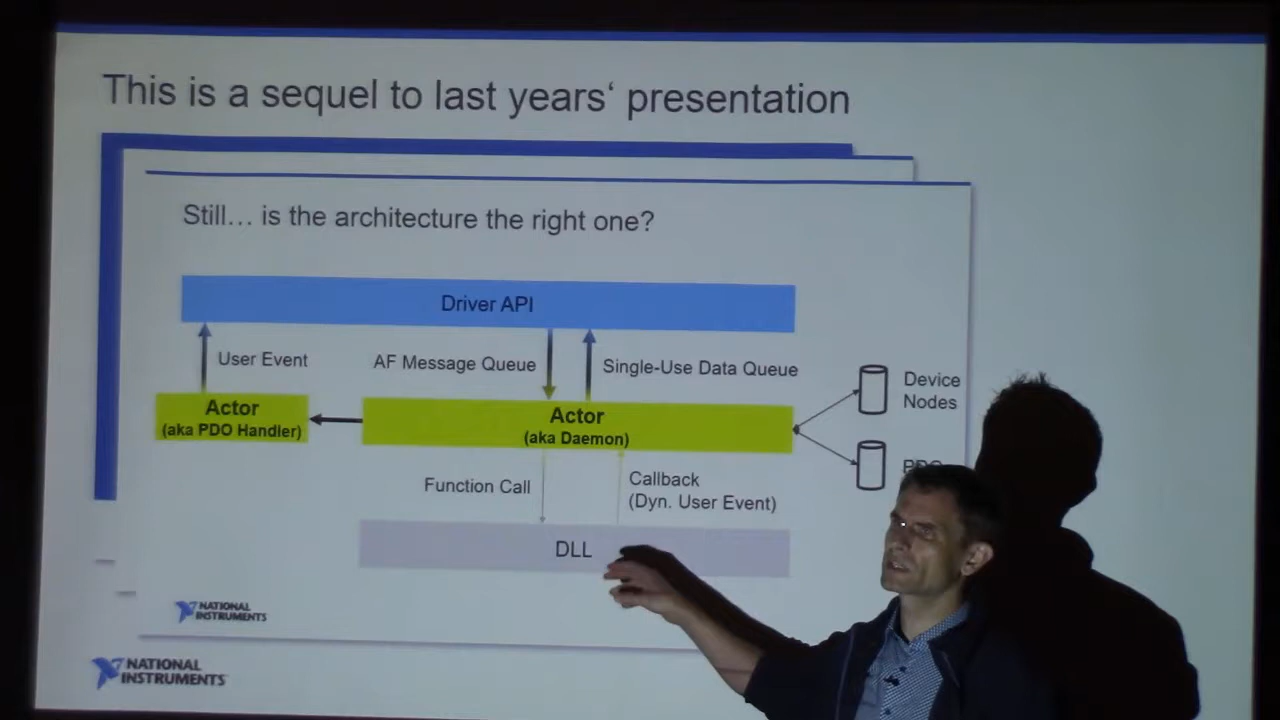 This is a sequel to last years‘ presentation
Still… is the architecture the right one?
Driver API
User Event
AF Message Queue
Single-Use Data Queue
Device
Nodes
Actor
(aka PDO Handler)
Actor
(aka Daemon)
Function Call
Callback
(Dyn. User Event)
DLL
NATIONAL
INSTRUMENTS
NATIONAL
INSTRUMENTS